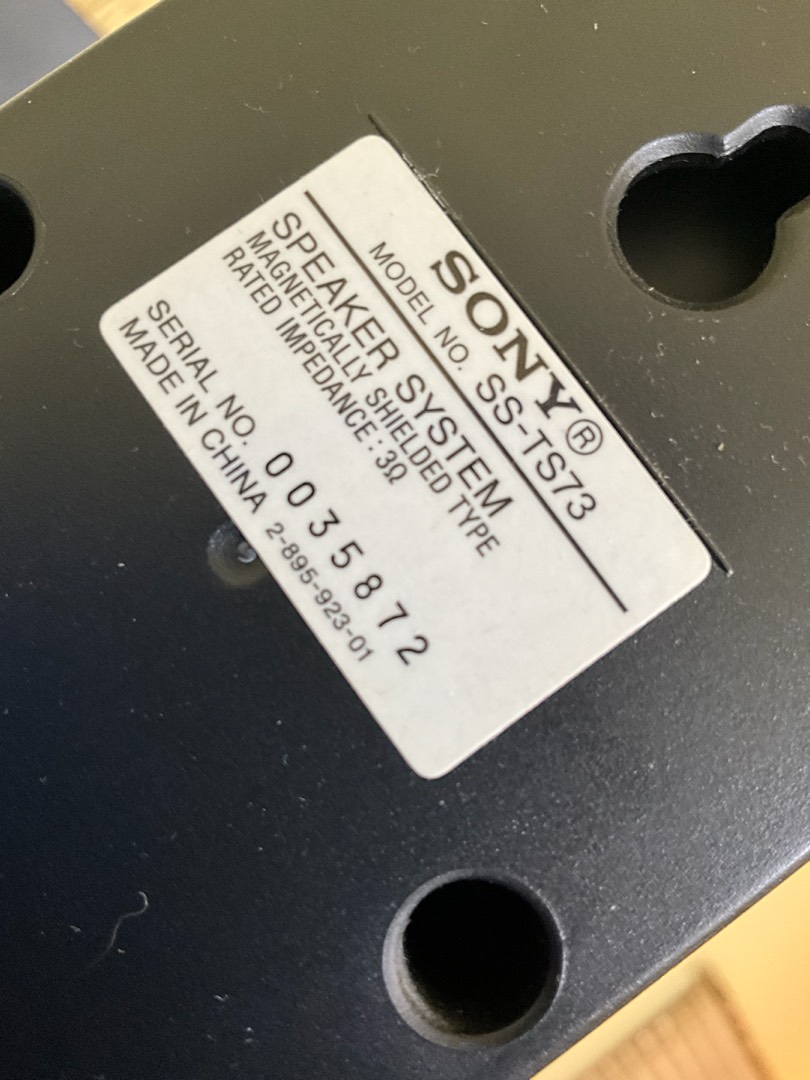 SONY®
MODEL NO. SS-TS73
SPEAKER SYSTEM
MAGNETICALLY SHIELDED TYPE
RATED IMPEDANCE : 3Ω
SERIAL NO. 0035872
MADE IN CHINA 2-895-923-01